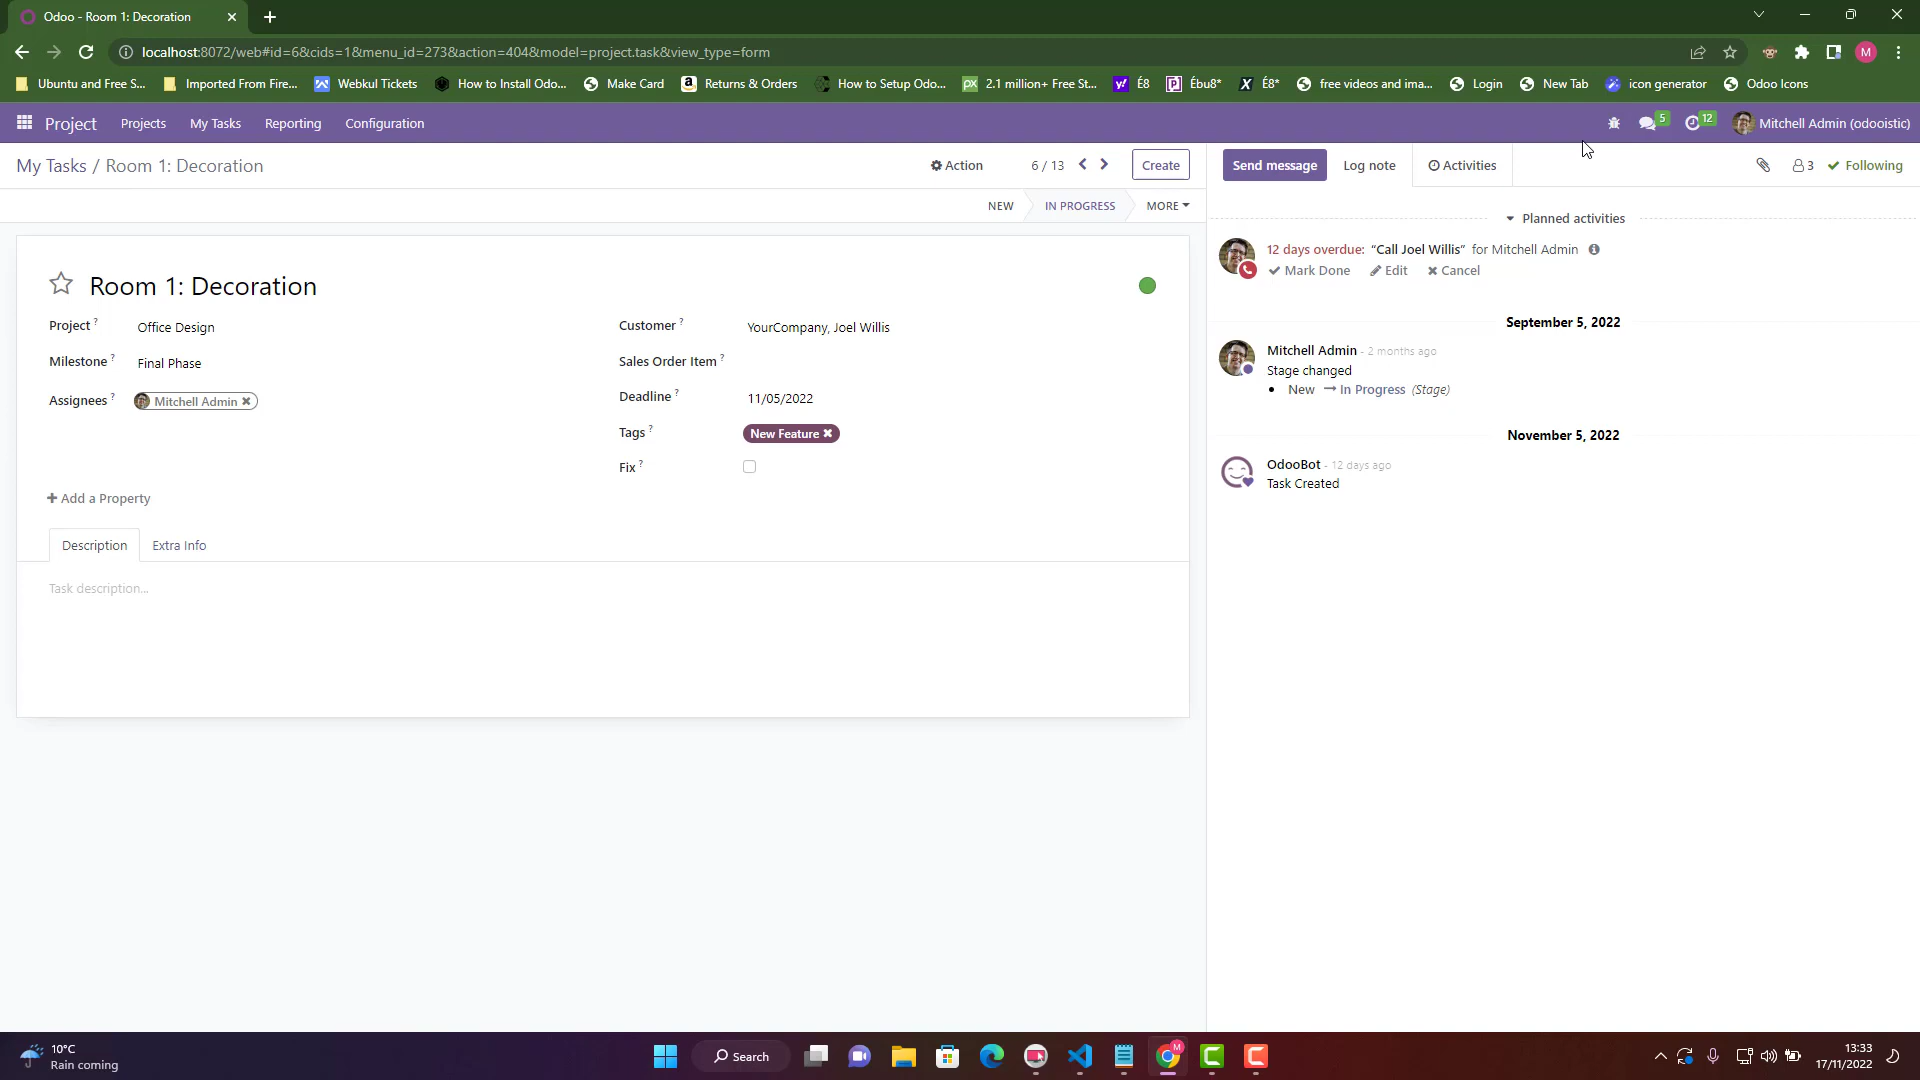 Odoo - Room 1: Decoration
localhost:8072/web#id=6&cids=1&menu_id=273&action=404&model=project.task&view_type=form
M
Ubuntu and Free S... Imported From Fire... Webkul Tickets How to Install Odo... Make Card Returns & Orders How to Setup Odo... 2.1 million+ Free St... É8 Ébu8* É8* free videos and ima... Login New Tab icon generator Odoo Icons
Project Projects My Tasks Reporting Configuration 5 12 Mitchell Admin (odooistic)
My Tasks / Room 1: Decoration Action 6 / 13 Create
NEW IN PROGRESS MORE
Room 1: Decoration
Project ? Office Design
Milestone ? Final Phase
Assignees ? Mitchell Admin
Customer ? YourCompany, Joel Willis
Sales Order Item ?
Deadline ? 11/05/2022
Tags ? New Feature
Fix ?
Add a Property
Description Extra Info
Task description...
Send message Log note Activities 3 Following
Planned activities
12 days overdue: “Call Joel Willis” for Mitchell Admin
Mark Done Edit Cancel
September 5, 2022
Mitchell Admin - 2 months ago
Stage changed
• New → In Progress (Stage)
November 5, 2022
OdooBot - 12 days ago
Task Created
10°C
Rain coming
Search
M
13:33
17/11/2022